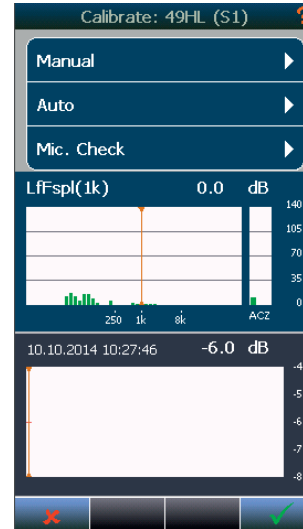 Calibrate: 49HL (S1) ?
Manual
Auto
Mic. Check
LfFspl(1k) 0.0 dB
140
105
70
35
0
250 1k 8k ACZ
10.10.2014 10:27:46 -6.0 dB
-4
-5
-6
-7
-8